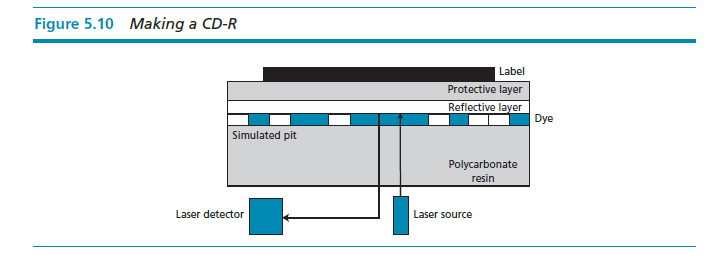 Figure 5.10 Making a CD-R
Label
Protective layer
Reflective layer
Dye
Simulated pit
Polycarbonate
resin
Laser detector
Laser source